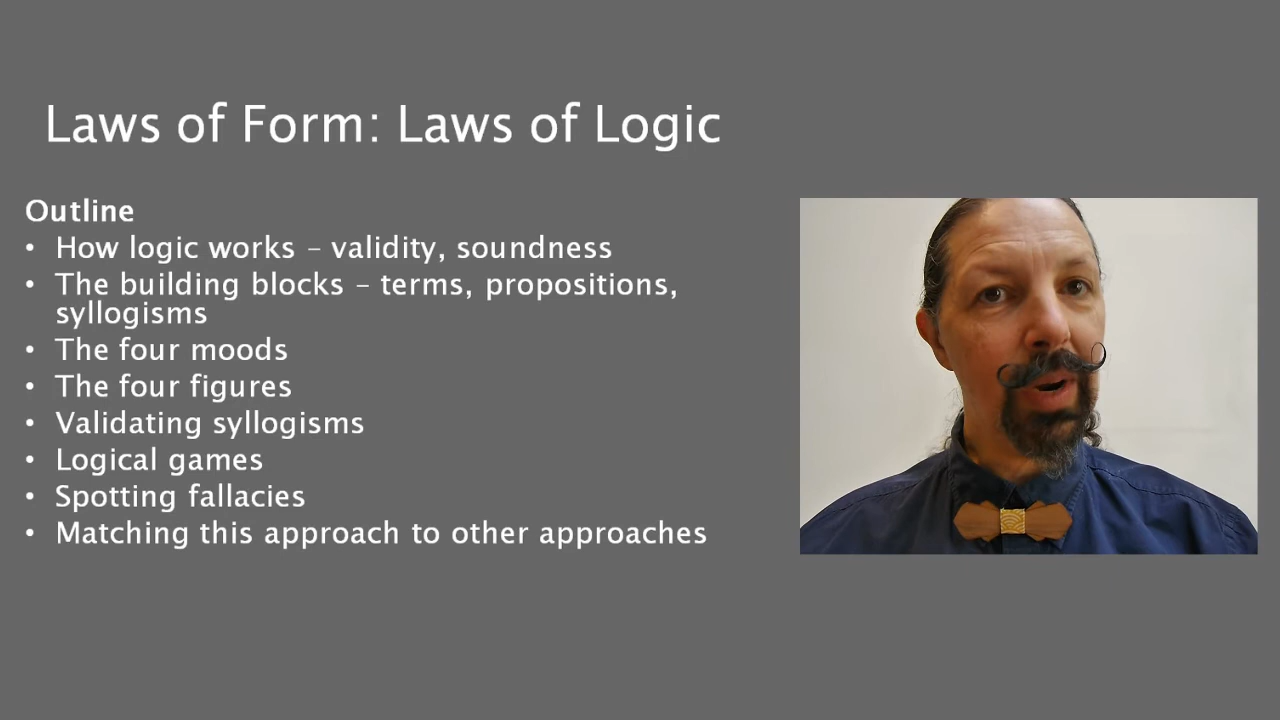 Laws of Form: Laws of Logic
Outline
• How logic works – validity, soundness
• The building blocks – terms, propositions,
syllogisms
• The four moods
• The four figures
• Validating syllogisms
• Logical games
• Spotting fallacies
• Matching this approach to other approaches